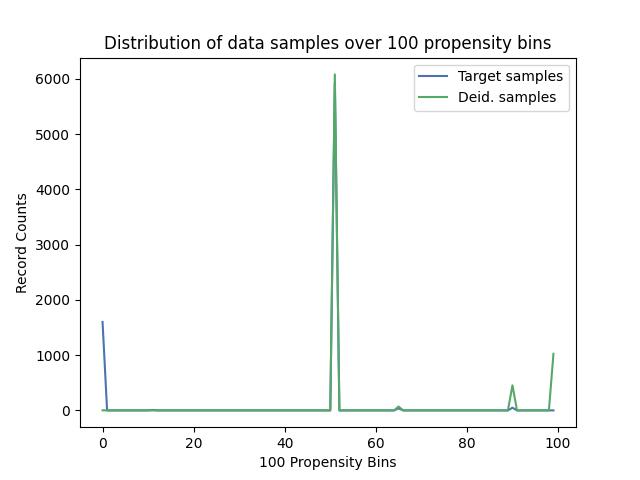 Distribution of data samples over 100 propensity bins
Target samples
Deid. samples
Record Counts
6000
5000
4000
3000
2000
1000
0
0 20 40 60 80 100
100 Propensity Bins